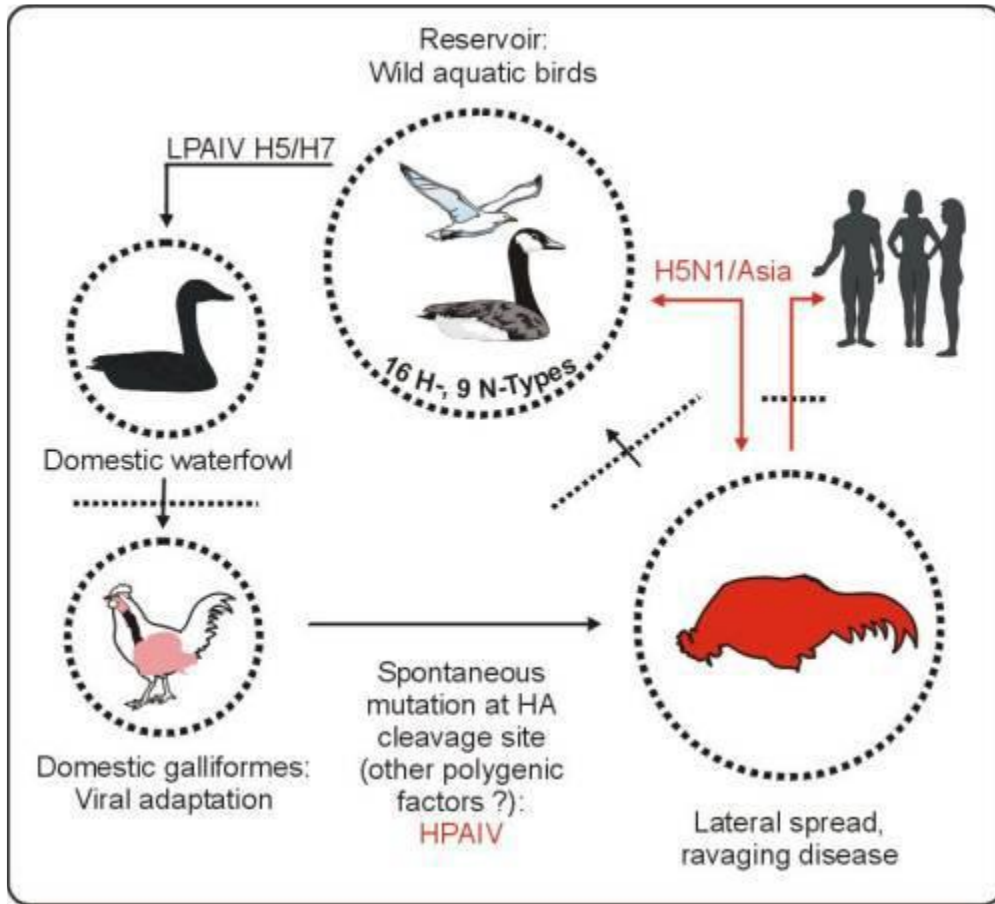 Reservoir:
Wild aquatic birds
LPAIV H5/H7
16 H-, 9 N-Types
H5N1/Asia
Domestic waterfowl
Domestic galliformes:
Viral adaptation
Spontaneous
mutation at HA
cleavage site
(other polygenic
factors ?):
HPAIV
Lateral spread,
ravaging disease